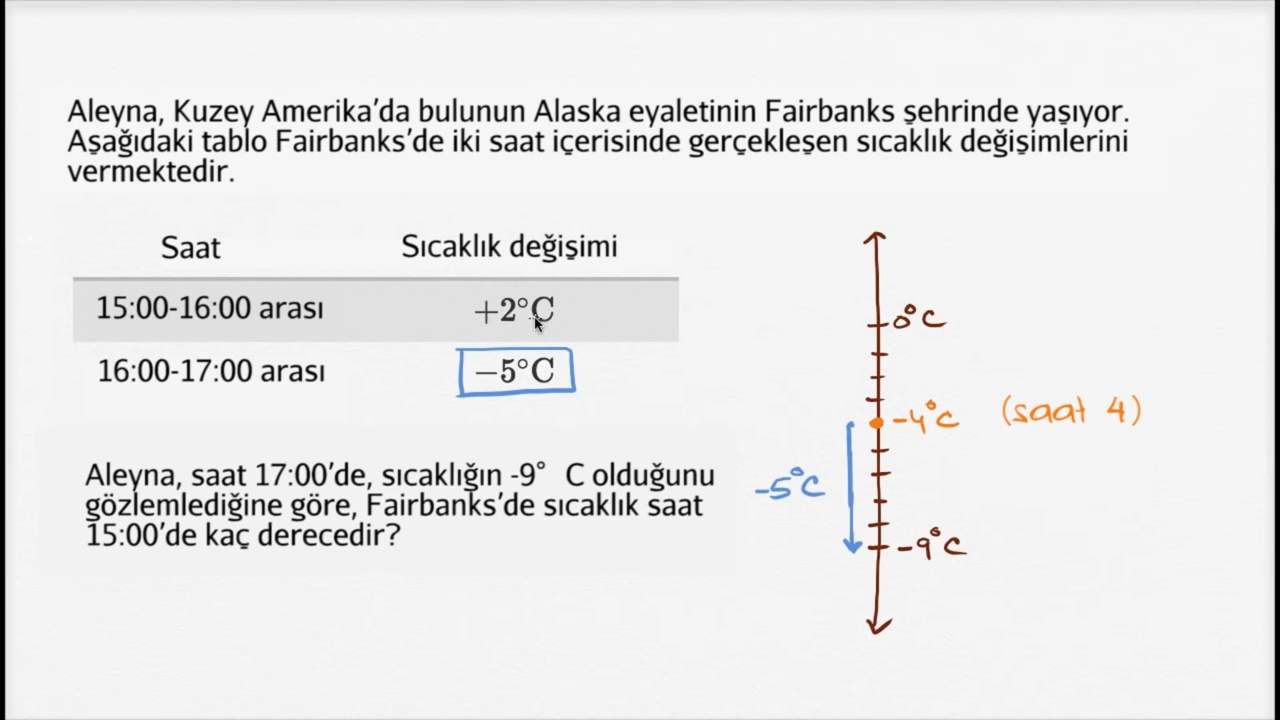 Aleyna, Kuzey Amerika'da bulunun Alaska eyaletinin Fairbanks şehrinde yaşıyor.
Aşağıdaki tablo Fairbanks'de iki saat içerisinde gerçekleşen sıcaklık değişimlerini
vermektedir.
Saat Sıcaklık değişimi
15:00-16:00 arası +2°C
16:00-17:00 arası −5°C
Aleyna, saat 17:00'de, sıcaklığın -9° C olduğunu
gözlemlediğine göre, Fairbanks'de sıcaklık saat
15:00'de kaç derecedir?
0°C
-4°C (saat 4)
-5°C
-9°C